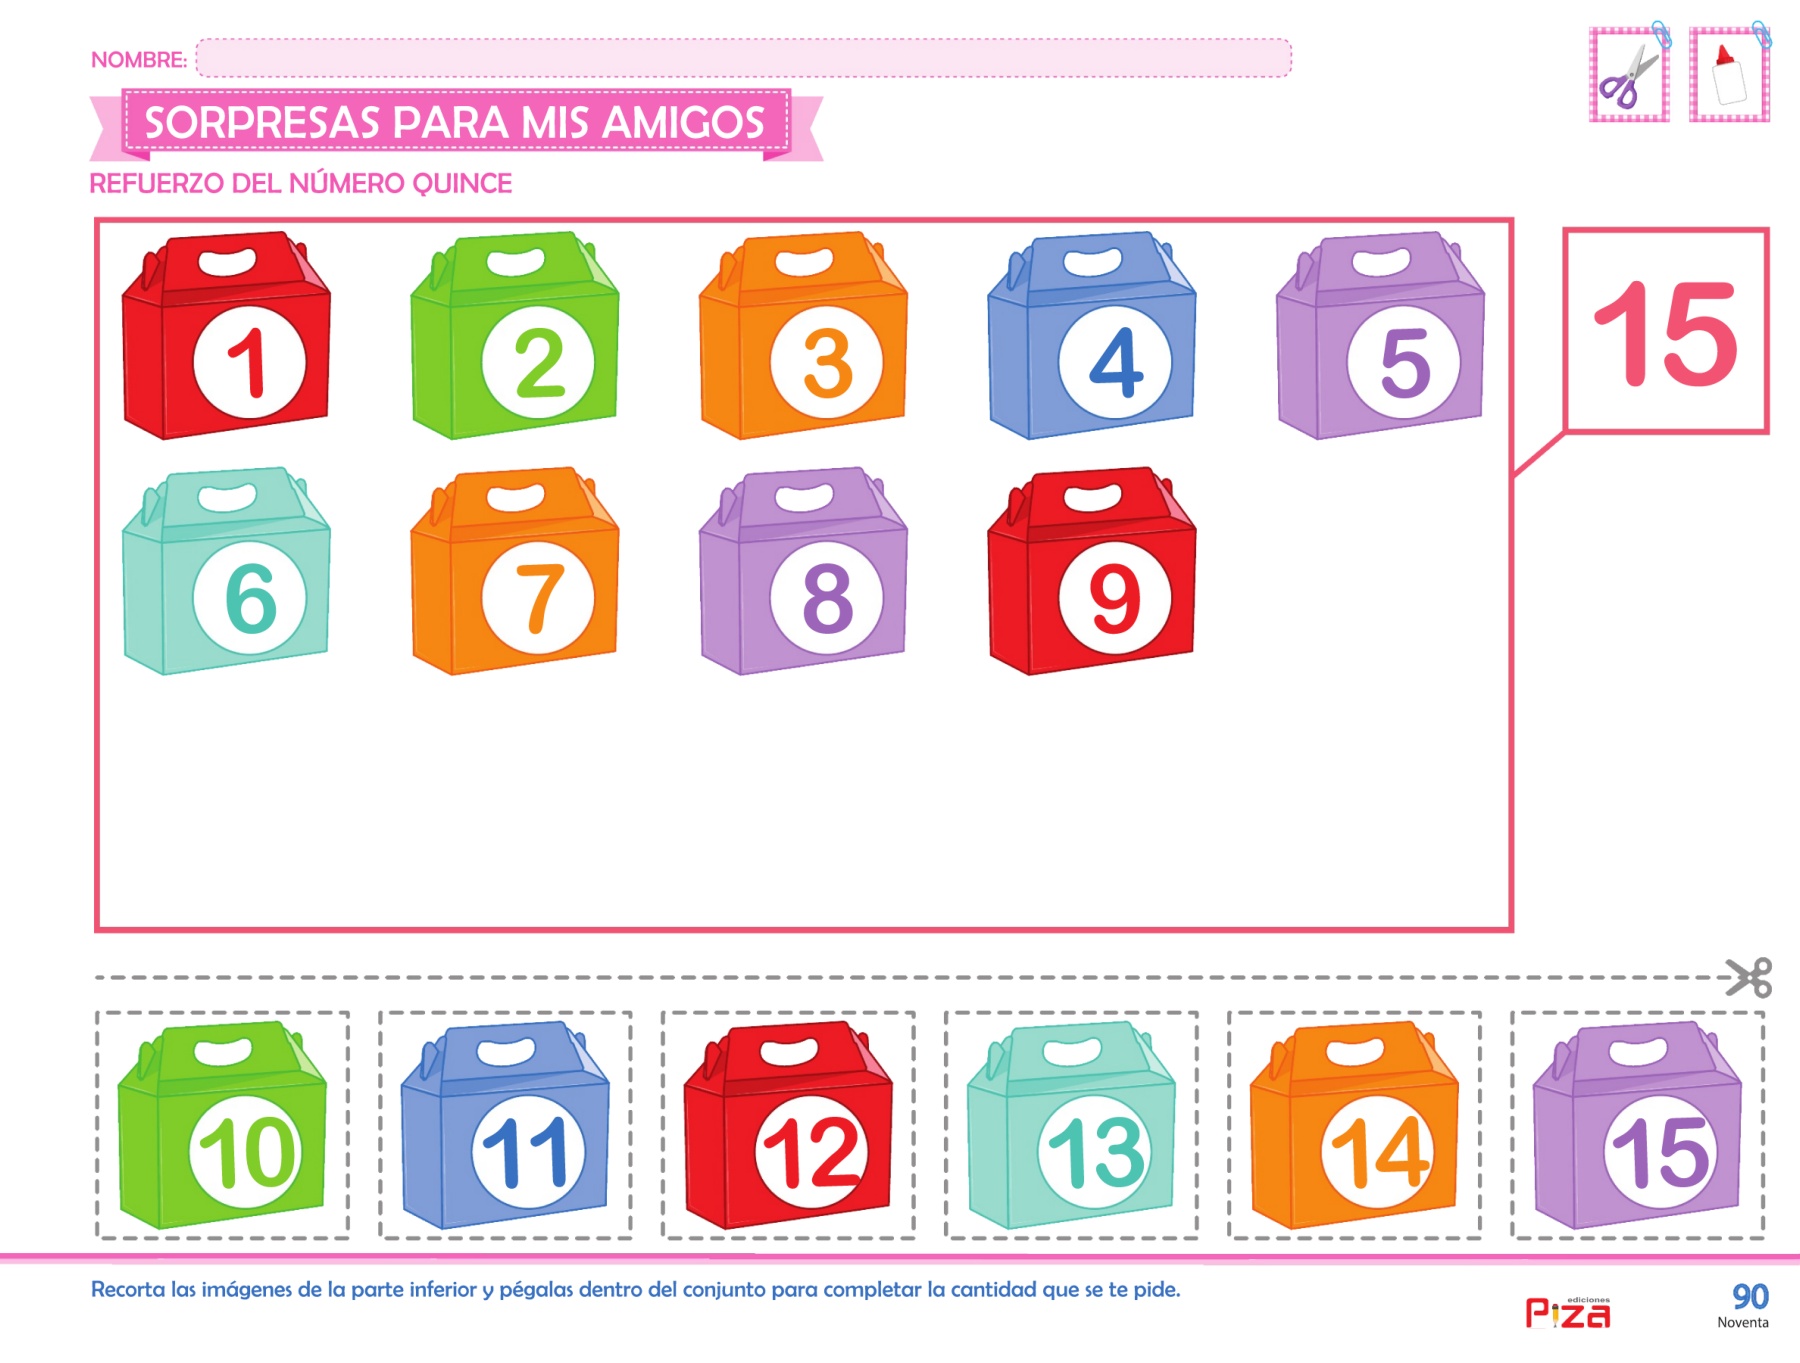 NOMBRE:
SORPRESAS PARA MIS AMIGOS
REFUERZO DEL NÚMERO QUINCE
1 2 3 4 5
15
6 7 8 9
10 11 12 13 14 15
Recorta las imágenes de la parte inferior y pégalas dentro del conjunto para completar la cantidad que se te pide.
ediciones
Piza
90
Noventa